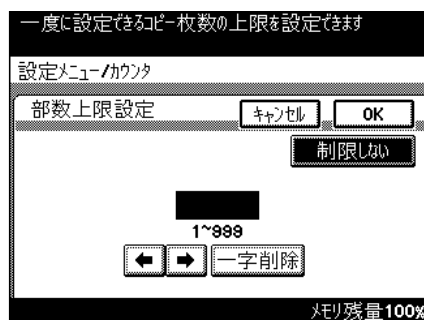 一度に設定できるコピー枚数の上限を設定できます
設定メニュー/カウンタ
部数上限設定
キャンセル
OK
制限しない
1~999
← → 一字削除
メモリ残量100%